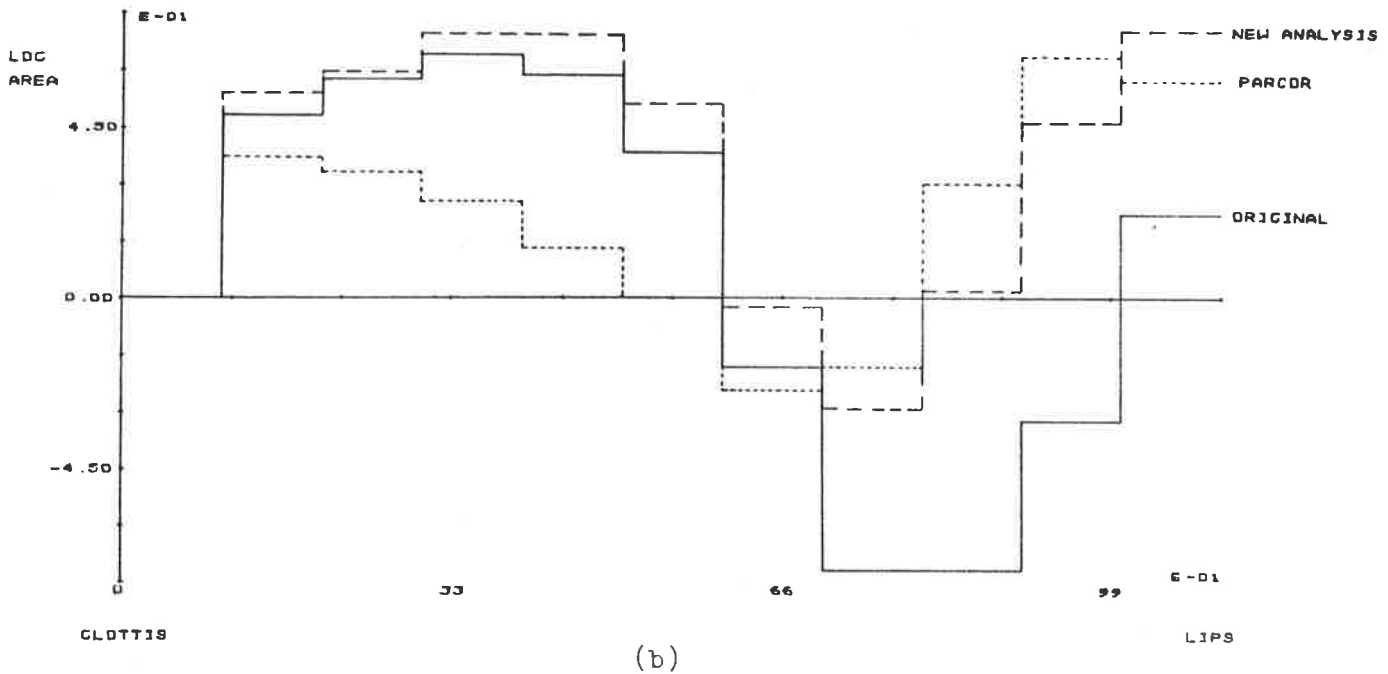 E-01
LOG
AREA
NEW ANALYSIS
PARCOR
4.50
ORIGINAL
0.00
-4.50
0
33
66
99
E-01
GLOTTIS
LIPS
(b)